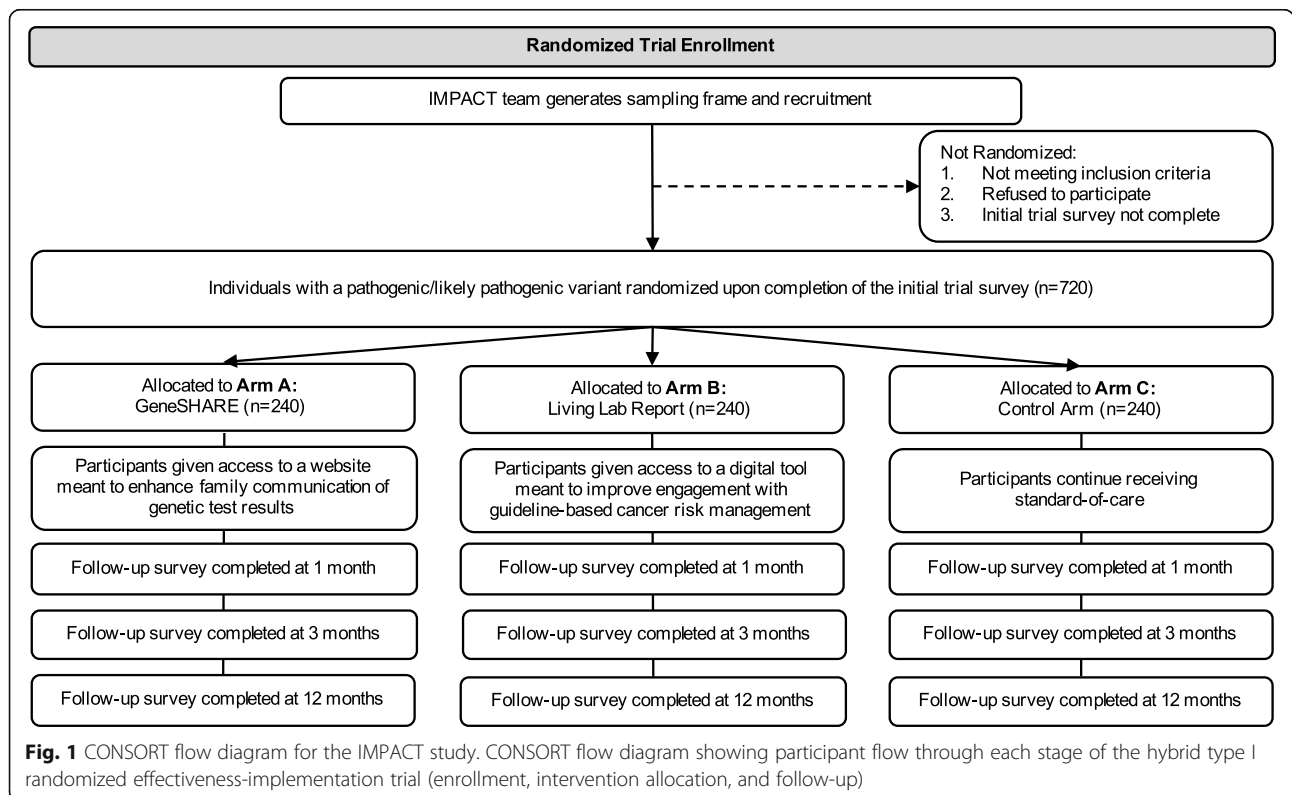 Randomized Trial Enrollment
IMPACT team generates sampling frame and recruitment
Not Randomized:
1. Not meeting inclusion criteria
2. Refused to participate
3. Initial trial survey not complete
Individuals with a pathogenic/likely pathogenic variant randomized upon completion of the initial trial survey (n=720)
Allocated to Arm A:
GeneSHARE (n=240)
Participants given access to a website
meant to enhance family communication of
genetic test results
Follow-up survey completed at 1 month
Follow-up survey completed at 3 months
Follow-up survey completed at 12 months
Allocated to Arm B:
Living Lab Report (n=240)
Participants given access to a digital tool
meant to improve engagement with
guideline-based cancer risk management
Follow-up survey completed at 1 month
Follow-up survey completed at 3 months
Follow-up survey completed at 12 months
Allocated to Arm C:
Control Arm (n=240)
Participants continue receiving
standard-of-care
Follow-up survey completed at 1 month
Follow-up survey completed at 3 months
Follow-up survey completed at 12 months
Fig. 1 CONSORT flow diagram for the IMPACT study. CONSORT flow diagram showing participant flow through each stage of the hybrid type I
randomized effectiveness-implementation trial (enrollment, intervention allocation, and follow-up)